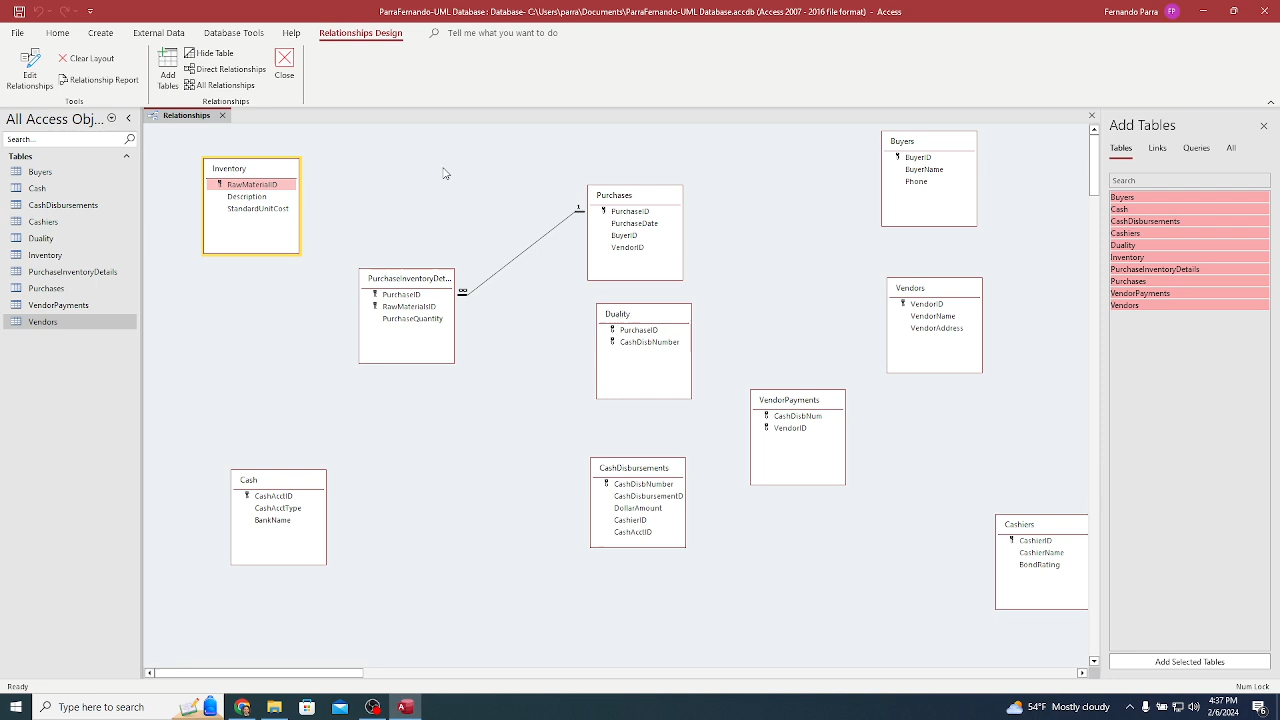 ParraFernando-UML Database : Database- C:\Users\parra\Documents\ParraFernando-UML Database.accdb (Access 2007 - 2016 file format) - Access
Fernando Parra
FP
File
Home
Create
External Data
Database Tools
Help
Relationships Design
Tell me what you want to do
Edit
Relationships
Clear Layout
Relationship Report
Tools
Add
Tables
Hide Table
Direct Relationships
All Relationships
Relationships
Close
All Access Obj...
Search...
Tables
Buyers
Cash
CashDisbursements
Cashiers
Duality
Inventory
PurchaseInventoryDetails
Purchases
VendorPayments
Vendors
Relationships
Inventory
RawMaterialID
Description
StandardUnitCost
PurchaseInventoryDet...
PurchaseID
RawMaterialID
PurchaseQuantity
∞
1
Purchases
PurchaseID
PurchaseDate
BuyerID
VendorID
Duality
PurchaseID
CashDisbNumber
Buyers
BuyerID
BuyerName
Phone
Vendors
VendorID
VendorName
VendorAddress
VendorPayments
CashDisbNum
VendorID
Cash
CashAcctID
CashAcctType
BankName
CashDisbursements
CashDisbNumber
CashDisbursementD
DollarAmount
CashierID
CashAcctID
Cashiers
CashierID
CashierName
BondRating
Add Tables
Tables
Links
Queries
All
Search
Buyers
Cash
CashDisbursements
Cashiers
Duality
Inventory
PurchaseInventoryDetails
Purchases
VendorPayments
Vendors
Add Selected Tables
Ready
Num Lock
Type here to search
54°F Mostly cloudy
4:37 PM
2/6/2024
6